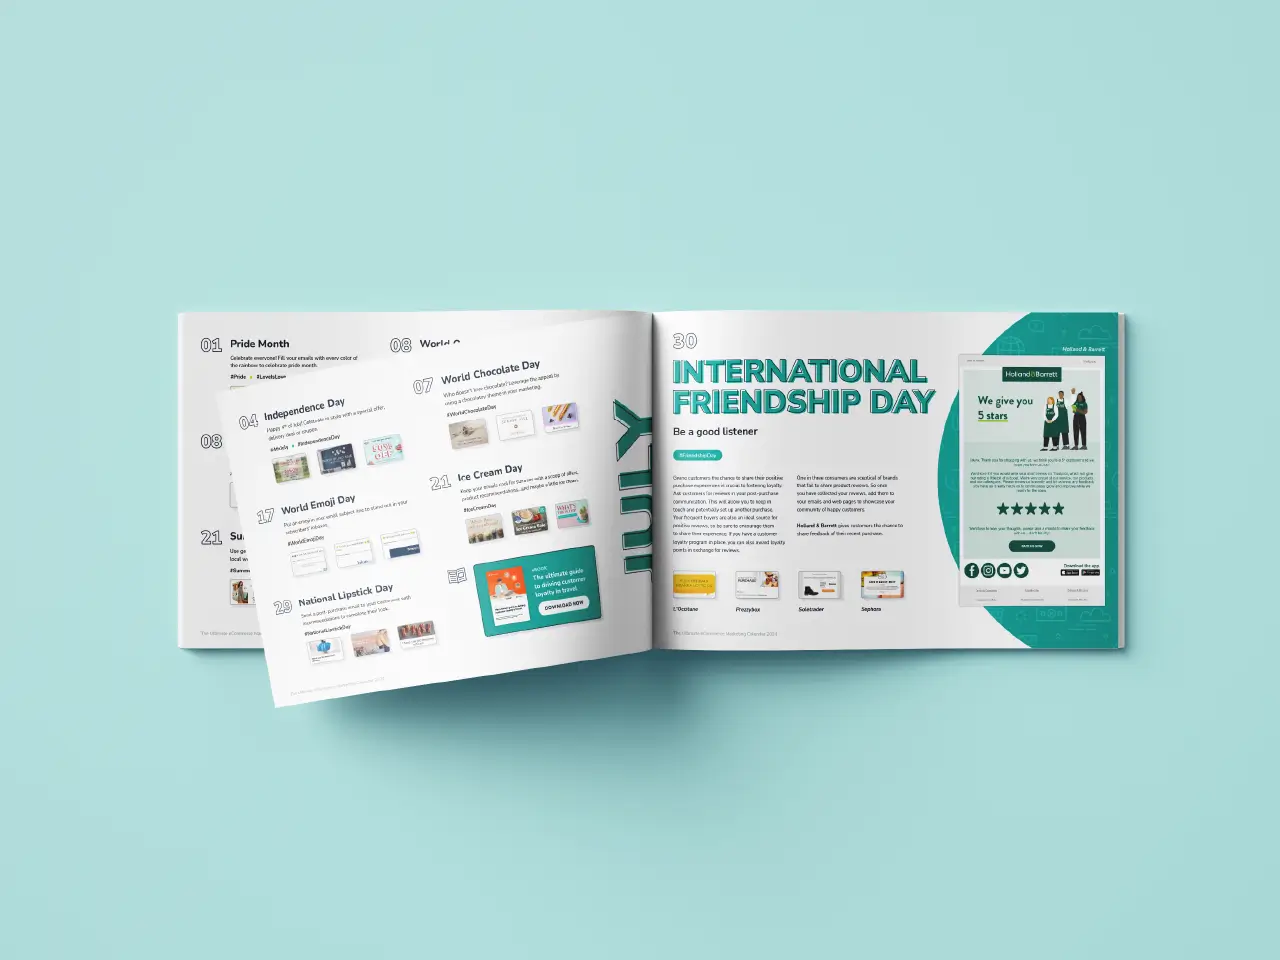 01
Pride Month
Celebrate everyone! Fill your emails with every color of
the rainbow to celebrate pride month.
#Pride
#LoveIsLove
08
World
08
21
Su
Use ge
local w
#Summe
The Ultimate eCommerce
04
Independence Day
Happy 4th of July! Celebrate in style with a special offer,
delivery deal or coupon.
#4thJuly #IndependenceDay
17
World Emoji Day
Put an emoji in your email subject line to stand out in your
subscribers' inboxes.
#WorldEmojiDay
29
National Lipstick Day
Send a post-purchase email to your customers with
recommendations to complete their look.
#NationalLipstickDay
07
World Chocolate Day
Who doesn't love chocolate? Leverage the appeal by
using a chocolatey theme in your marketing.
#WorldChocolateDay
21
Ice Cream Day
Keep your emails cool for summer with a scoop of offers,
product recommendations, and maybe a little ice cream.
#IceCreamDay
The ultimate guide
to driving customer
loyalty in travel
DOWNLOAD NOW
JULY
30
INTERNATIONAL
FRIENDSHIP DAY
Be a good listener
#FriendshipDay
Giving customers the chance to share their positive
purchase experiences is crucial to fostering loyalty.
Ask customers for reviews in your post-purchase
communication. This will allow you to keep in
touch and potentially set up another purchase.
Your frequent buyers are also an ideal source for
positive reviews, so be sure to encourage them
to share their experience. If you have a customer
loyalty program in place, you can also award loyalty
points in exchange for reviews.
One in three consumers are sceptical of brands
that fail to share product reviews. So once
you have collected your reviews, add them to
your emails and web pages to showcase your
community of happy customers.
Holland & Barrett gives customers the chance to
share feedback of their recent purchase.
L'Occitane
Prezzybox
Soletrader
Sephora
The Ultimate eCommerce Marketing Calendar 2024
Holland & Barrett
Holland & Barrett
We give you
5 stars
Download the app